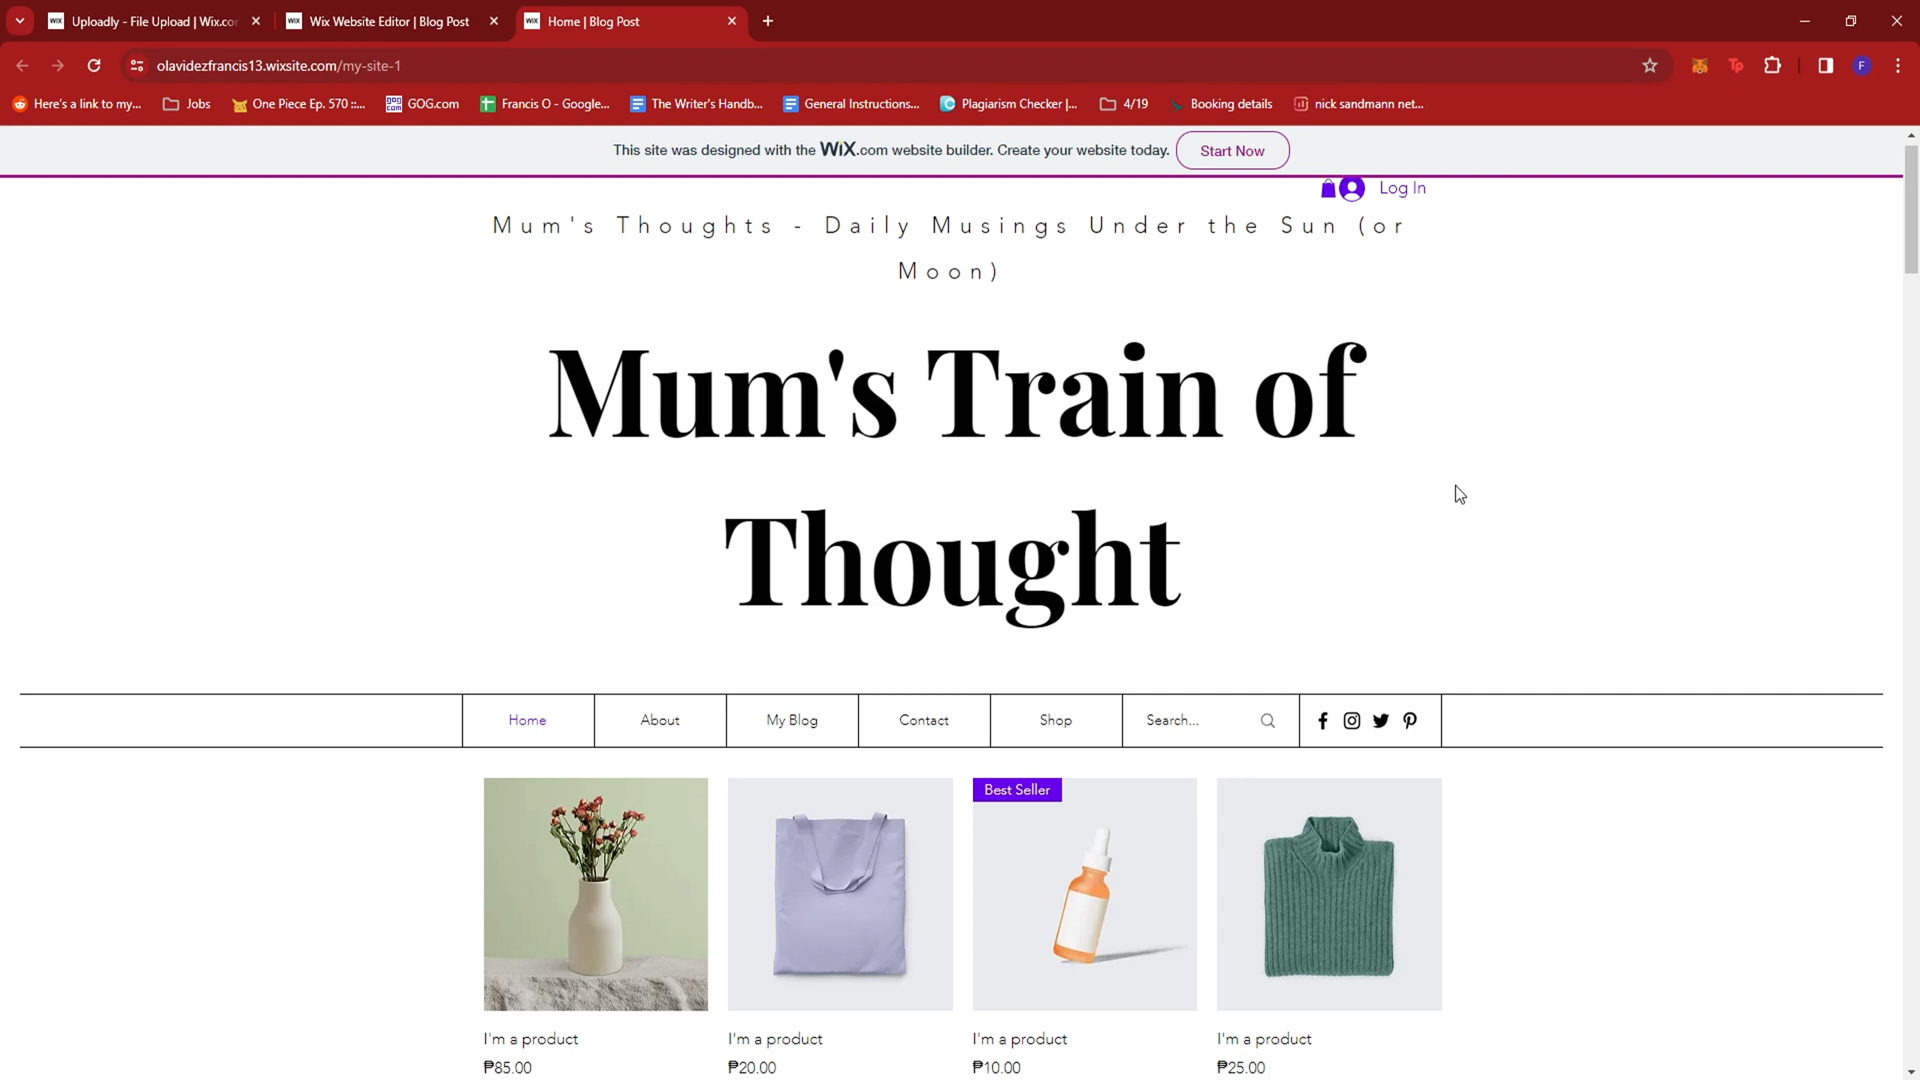 Uploadly - File Upload | Wix.co
Wix Website Editor | Blog Post
Home | Blog Post
olavidezfrancis13.wixsite.com/my-site-1
Here's a link to my...
Jobs
One Piece Ep. 570 ::...
GOG.com
Francis O - Google...
The Writer's Handb...
General Instructions...
Plagiarism Checker |...
4/19
Booking details
nick sandmann net...
This site was designed with the WiX.com website builder. Create your website today.
Start Now
Log In
Mum's Thoughts - Daily Musings Under the Sun (or
Moon)
Mum's Train of
Thought
Home
About
My Blog
Contact
Shop
Search...
Best Seller
I'm a product
₱85.00
I'm a product
₱20.00
I'm a product
₱10.00
I'm a product
₱25.00